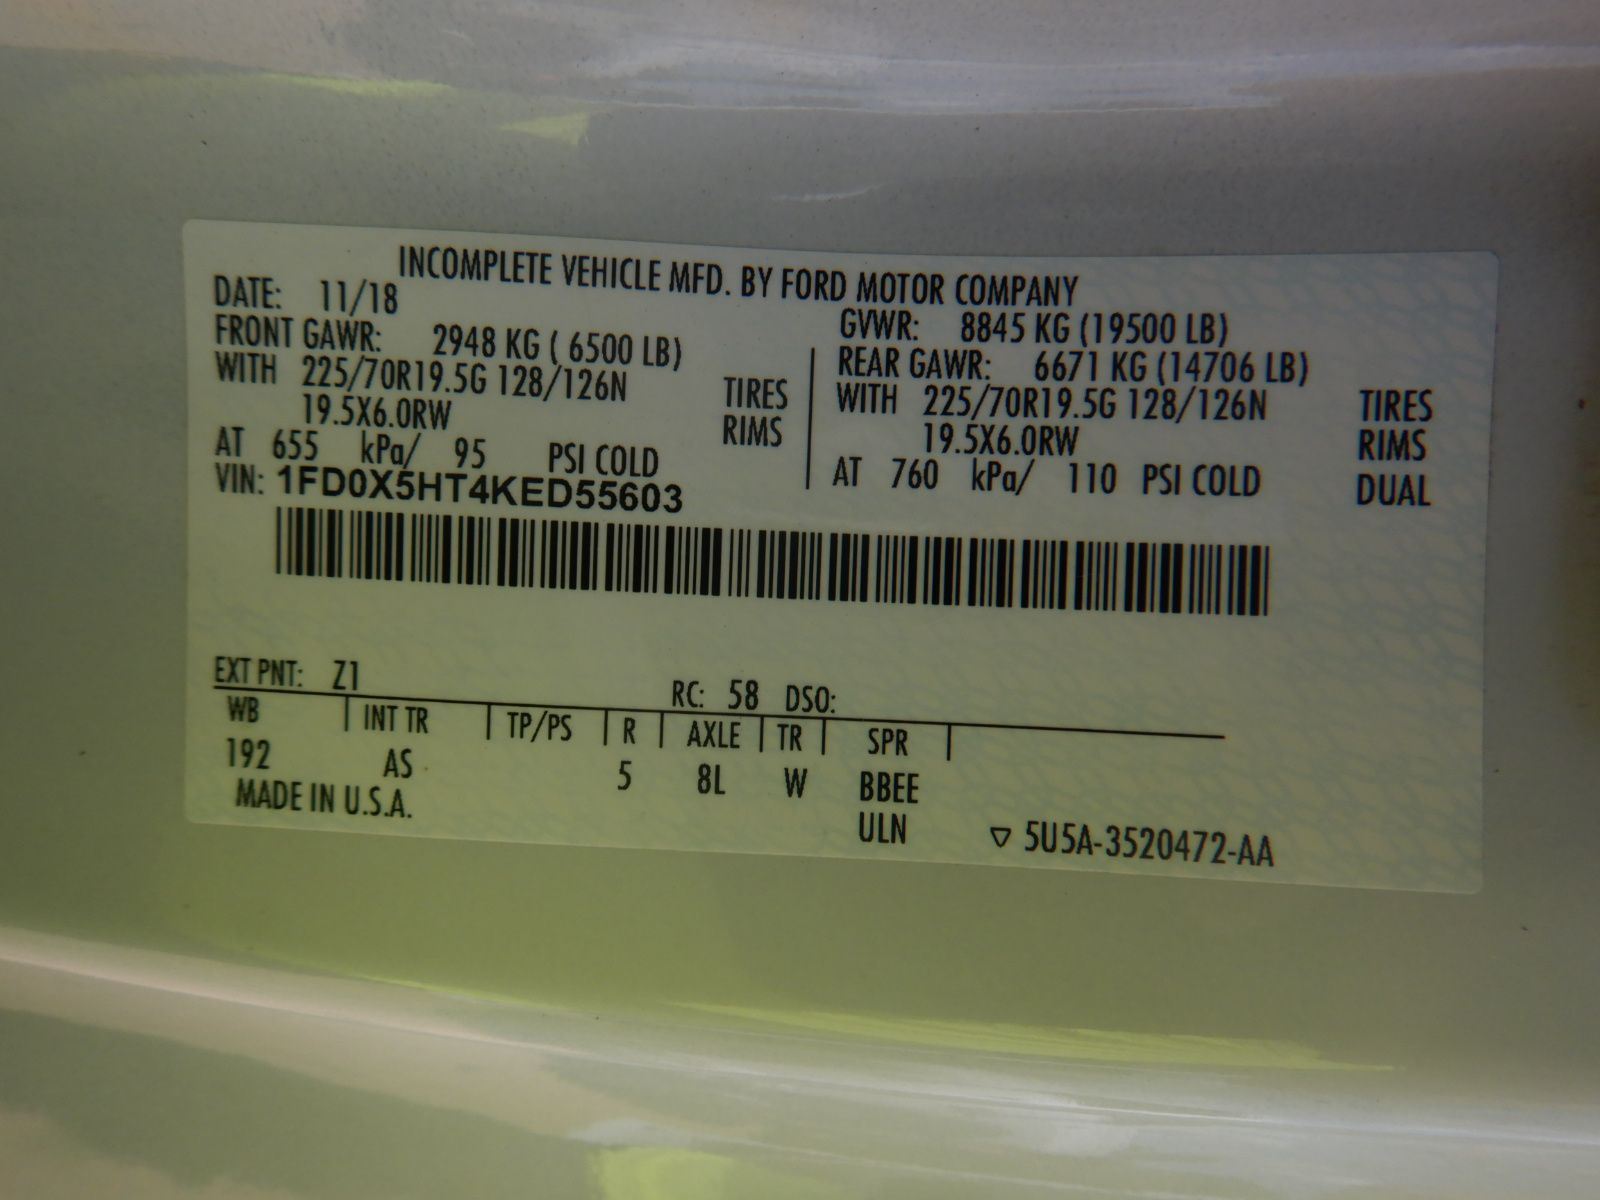 INCOMPLETE VEHICLE MFD. BY FORD MOTOR COMPANY
DATE: 11/18
GVWR: 8845 KG (19500 LB)
FRONT GAWR: 2948 KG ( 6500 LB)
REAR GAWR: 6671 KG (14706 LB)
WITH 225/70R19.5G 128/126N TIRES
WITH 225/70R19.5G 128/126N TIRES
19.5X6.0RW RIMS
19.5X6.0RW RIMS
AT 655 kPa/ 95 PSI COLD
AT 760 kPa/ 110 PSI COLD DUAL
VIN: 1FD0X5HT4KED55603
EXT PNT: Z1 RC: 58 DSO:
WB INT TR TP/PS R AXLE TR SPR
192 AS 5 8L W BBEE
MADE IN U.S.A. ULN ▽ 5U5A-3520472-AA